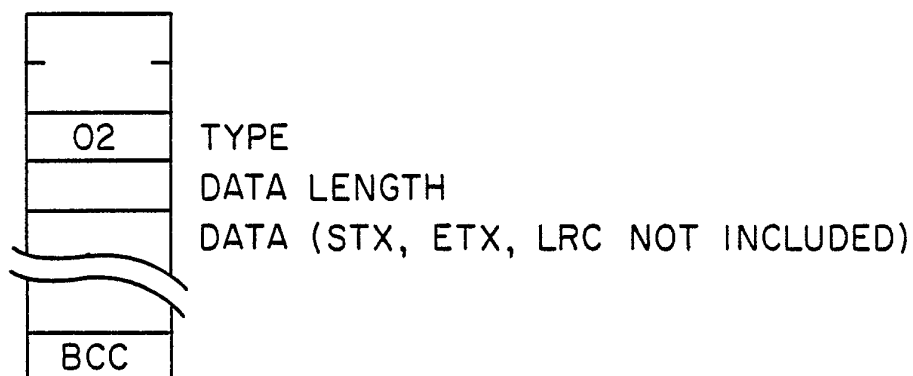 02 TYPE
DATA LENGTH
DATA (STX, ETX, LRC NOT INCLUDED)
BCC